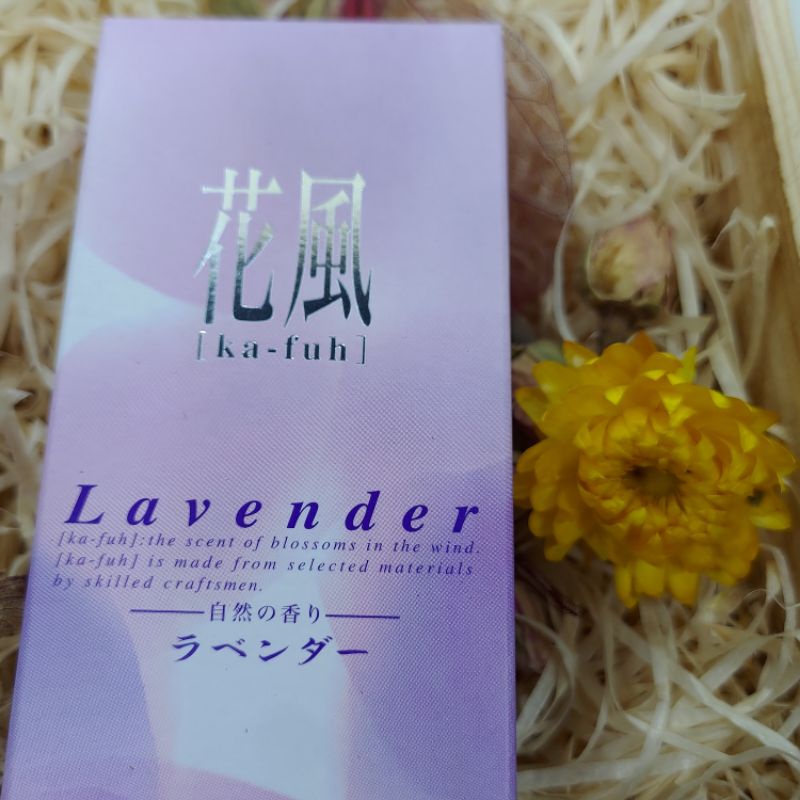 花風
[ka-fuh]
Lavender
[ka-fuh]:the scent of blossoms in the wind.
[ka-fuh] is made from selected materials
by skilled craftsmen.
自然の香り
ラベンダー